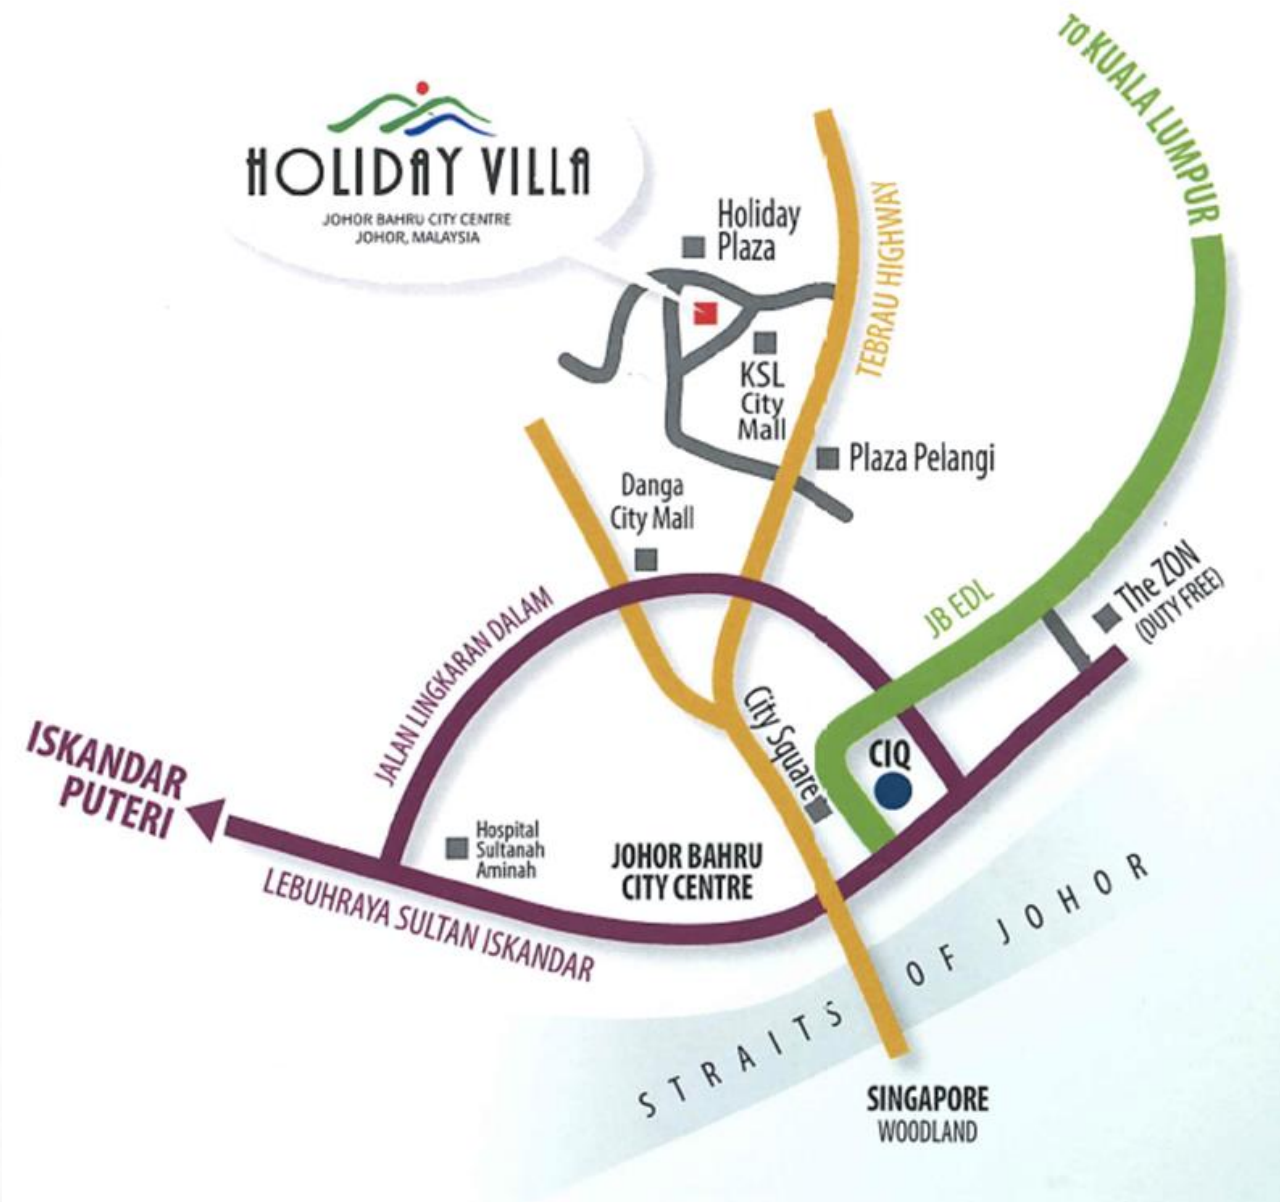 TO KUALA LUMPUR
HOLIDAY VILLA
JOHOR BAHRU CITY CENTRE
JOHOR, MALAYSIA
Holiday
Plaza
TEBRAU HIGHWAY
KSL
City
Mall
Plaza Pelangi
Danga
City Mall
JALAN LINGKARAN DALAM
JB EDL
The ZON
(DUTY FREE)
City Square
CIQ
ISKANDAR
PUTERI
Hospital
Sultanah
Aminah
JOHOR BAHRU
CITY CENTRE
LEBUHRAYA SULTAN ISKANDAR
STRAITS OF JOHOR
SINGAPORE
WOODLAND